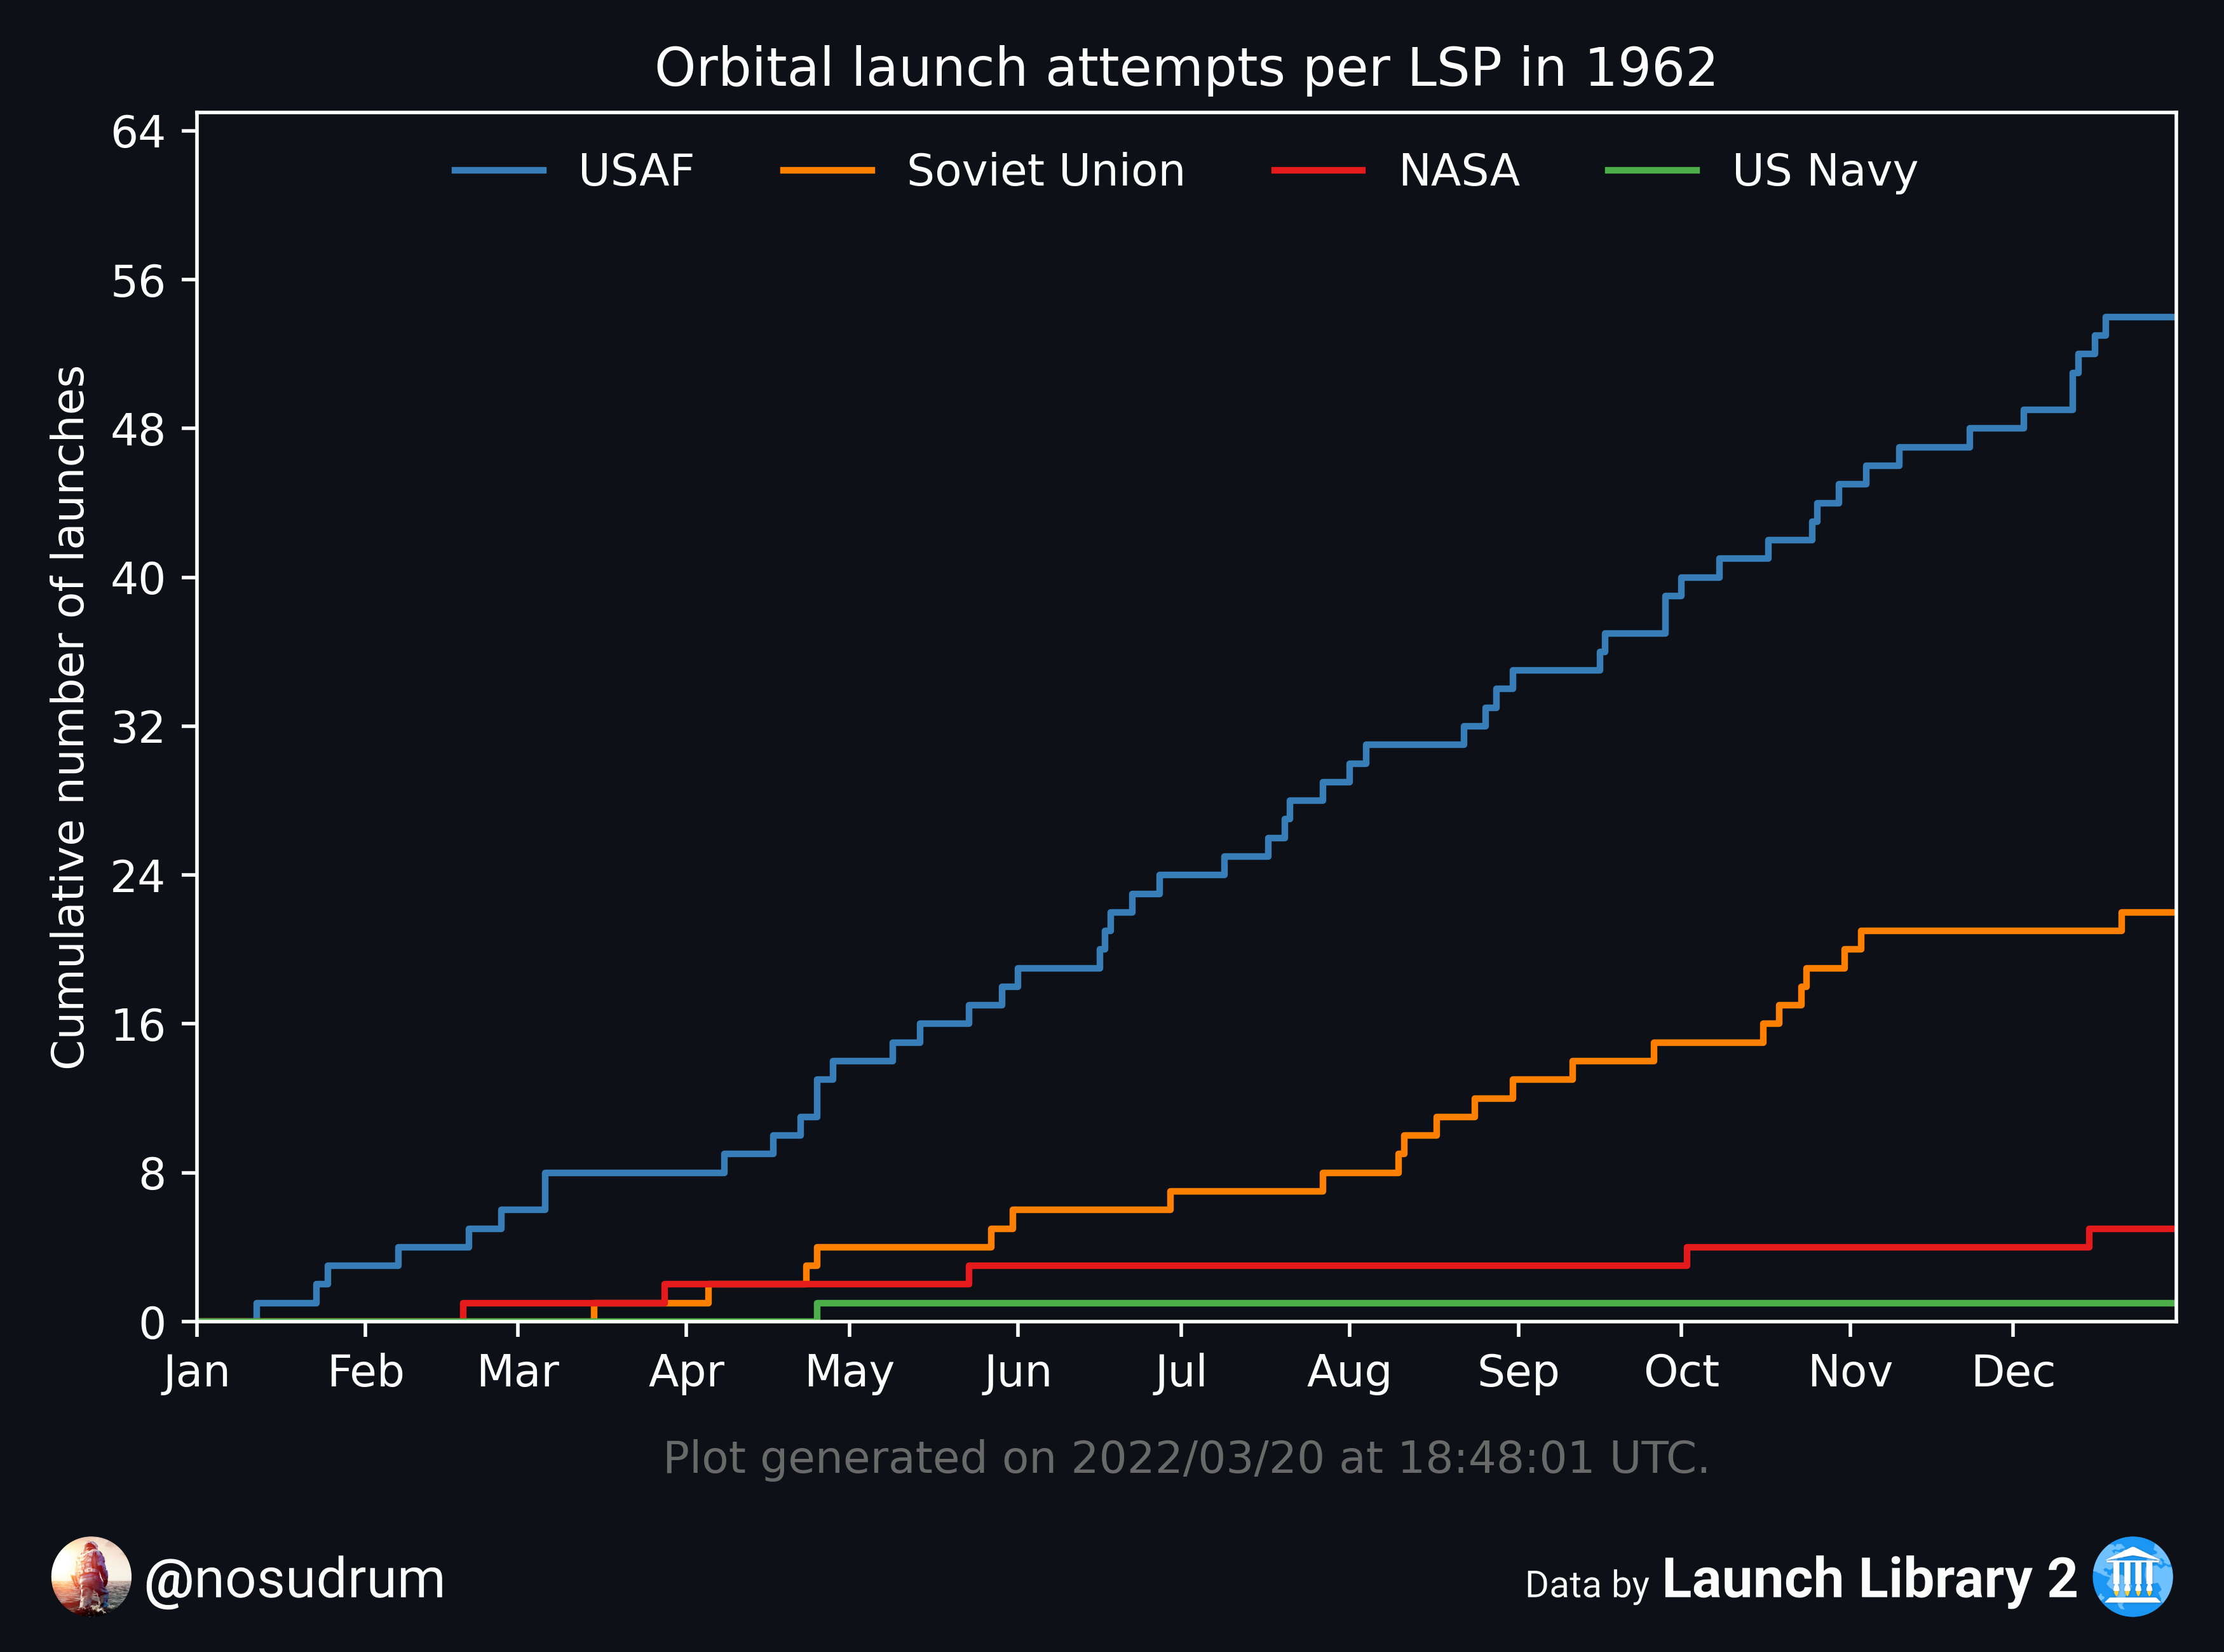 Orbital launch attempts per LSP in 1962
USAF Soviet Union NASA US Navy
Cumulative number of launches
64
56
48
40
32
24
16
8
0
Jan Feb Mar Apr May Jun Jul Aug Sep Oct Nov Dec
Plot generated on 2022/03/20 at 18:48:01 UTC.
@nosudrum
Data by Launch Library 2